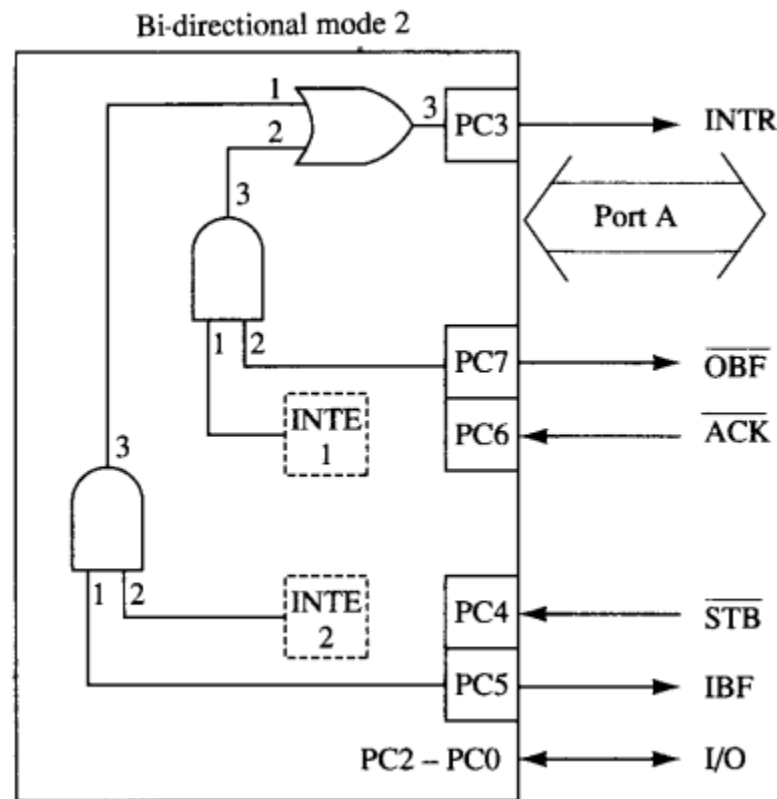 Bi-directional mode 2
1
2
3
PC3
INTR
3
Port A
1
2
PC7
OBF
INTE
1
PC6
ACK
3
1
2
INTE
2
PC4
STB
PC5
IBF
PC2 – PC0
I/O